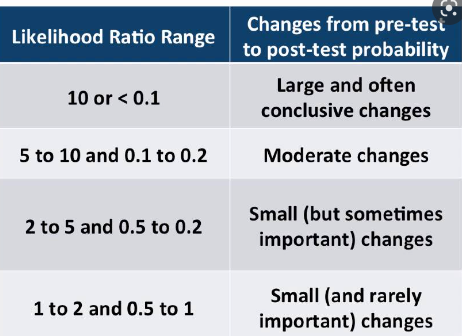 Likelihood Ratio Range
Changes from pre-test
to post-test probability
10 or < 0.1
Large and often
conclusive changes
5 to 10 and 0.1 to 0.2
Moderate changes
2 to 5 and 0.5 to 0.2
Small (but sometimes
important) changes
1 to 2 and 0.5 to 1
Small (and rarely
important) changes